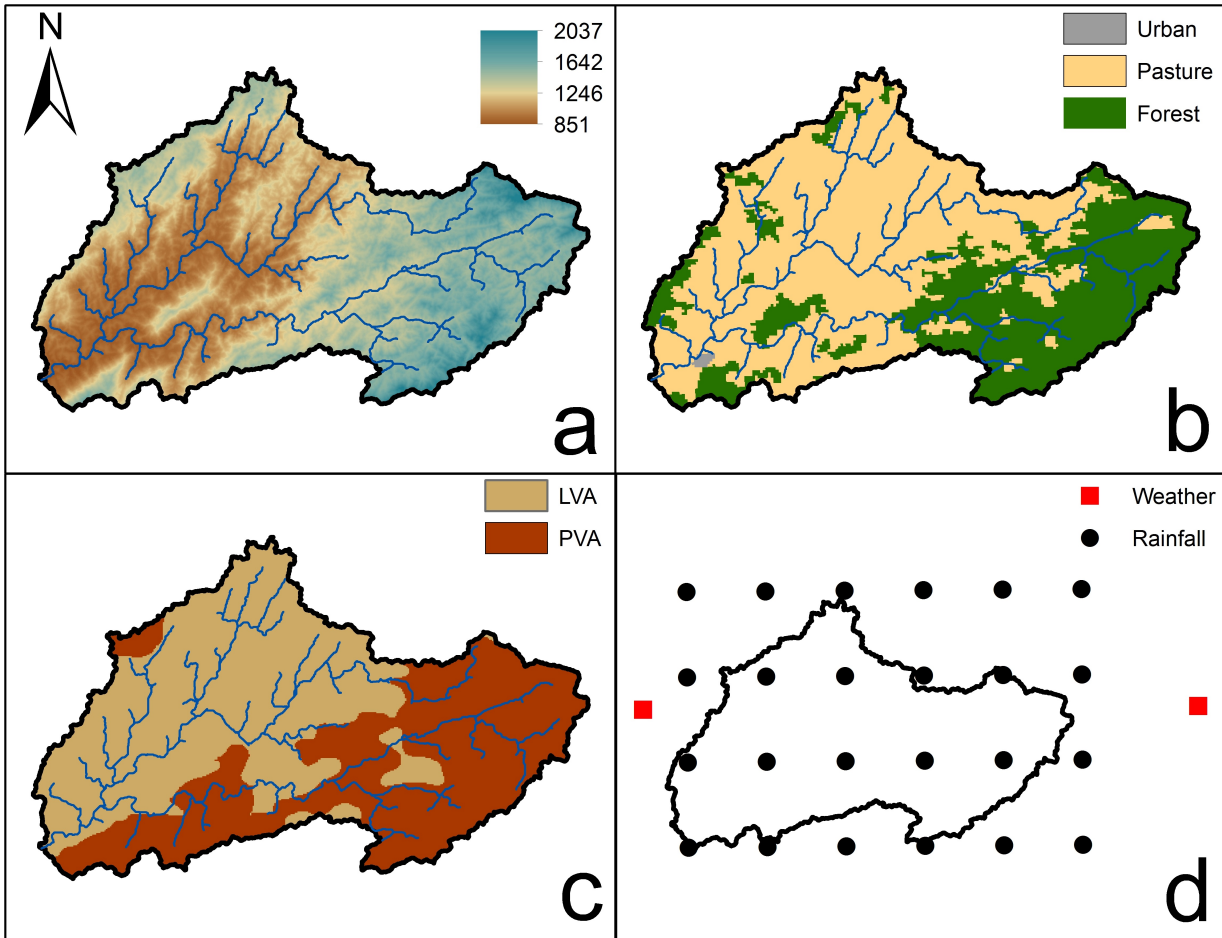 N
2037
1642
1246
851
a
Urban
Pasture
Forest
b
LVA
PVA
c
Weather
Rainfall
d